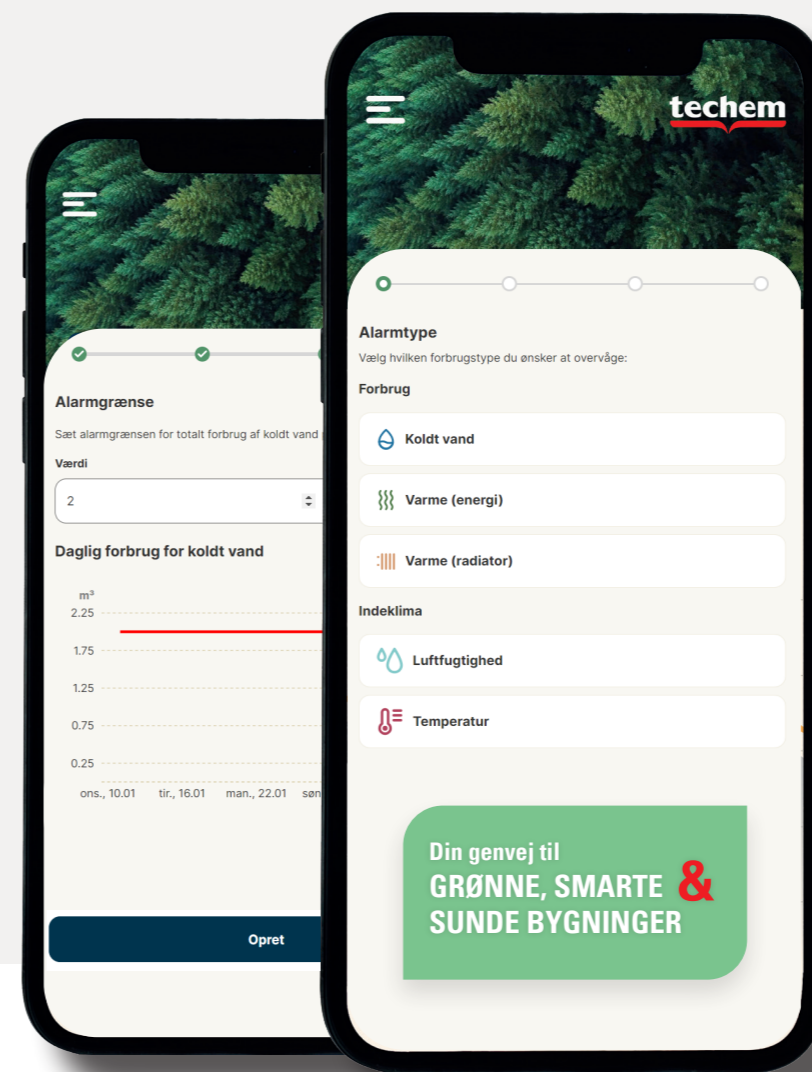 Alarmgrænse
Sæt alarmgrænsen for totalt forbrug af koldt vand
Værdi
2
Daglig forbrug for koldt vand
m³
2.25
1.75
1.25
0.75
0.25
ons., 10.01 tir., 16.01 man., 22.01 søn
Opret
techem
Alarmtype
Vælg hvilken forbrugstype du ønsker at overvåge:
Forbrug
Koldt vand
Varme (energi)
Varme (radiator)
Indeklima
Luftfugtighed
Temperatur
Din genvej til
GRØNNE, SMARTE &
SUNDE BYGNINGER